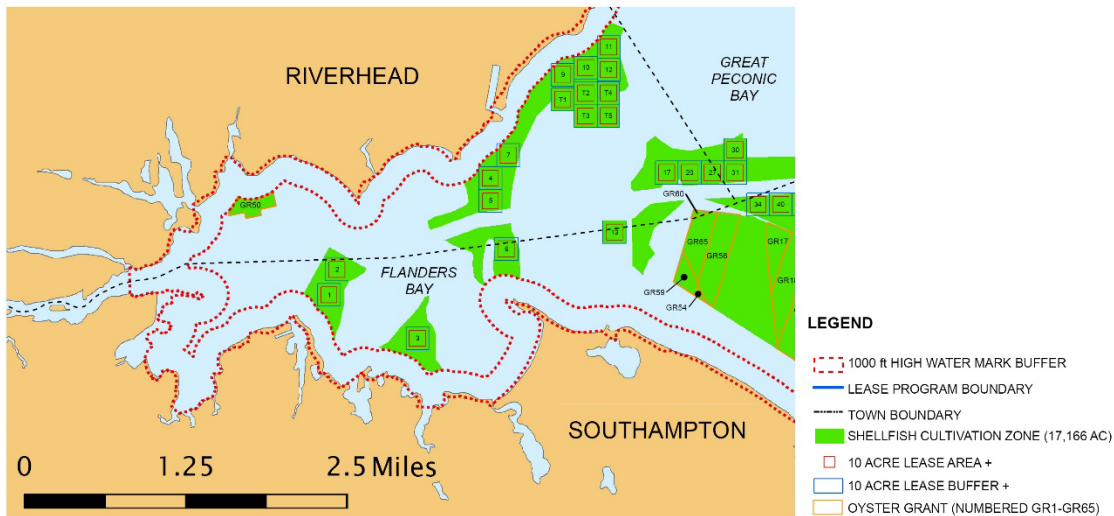 RIVERHEAD
GREAT
PECONIC
BAY
11
9
10
12
T1
T2
T4
T3
T5
7
4
5
30
17
20
31
GR60
34
40
GR50
GR65
GR58
GR17
6
2
FLANDERS
BAY
1
GR59
GR54
3
SOUTHAMPTON
0
1.25
2.5 Miles
LEGEND
1000 ft HIGH WATER MARK BUFFER
LEASE PROGRAM BOUNDARY
TOWN BOUNDARY
SHELLFISH CULTIVATION ZONE (17,166 AC)
10 ACRE LEASE AREA +
10 ACRE LEASE BUFFER +
OYSTER GRANT (NUMBERED GR1-GR65)